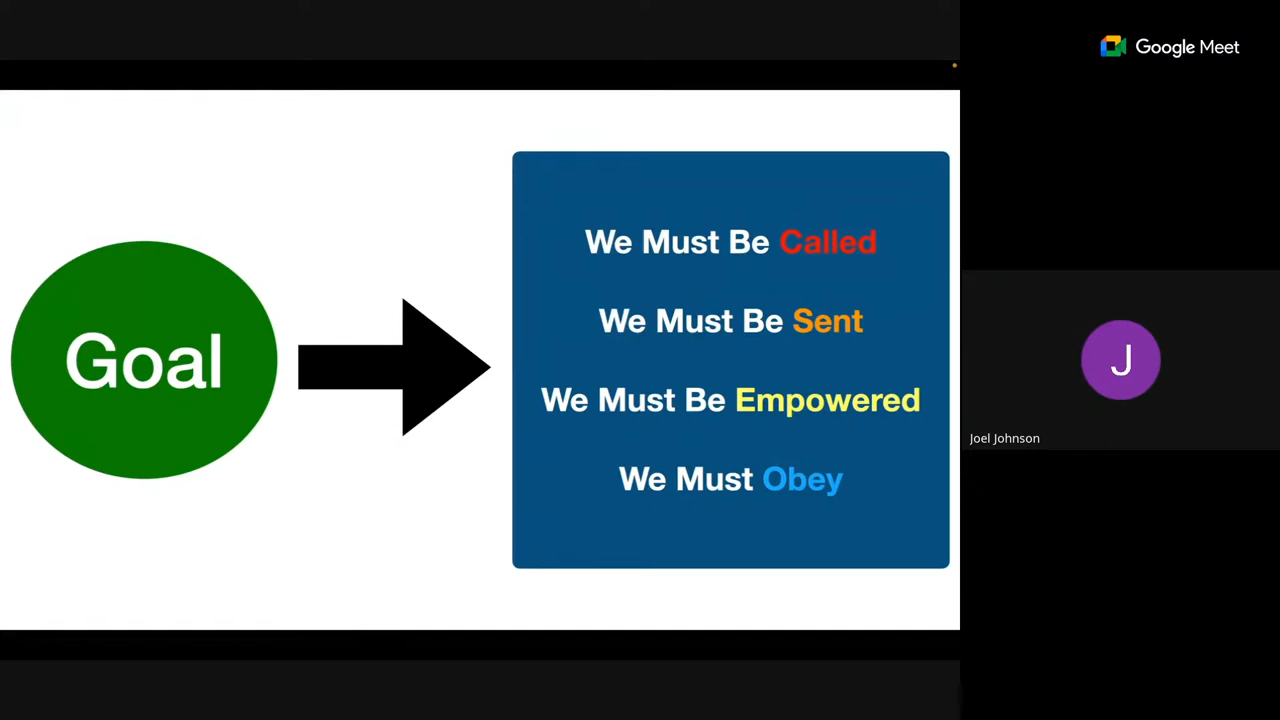 Google Meet
Goal
We Must Be Called
We Must Be Sent
We Must Be Empowered
We Must Obey
J
Joel Johnson